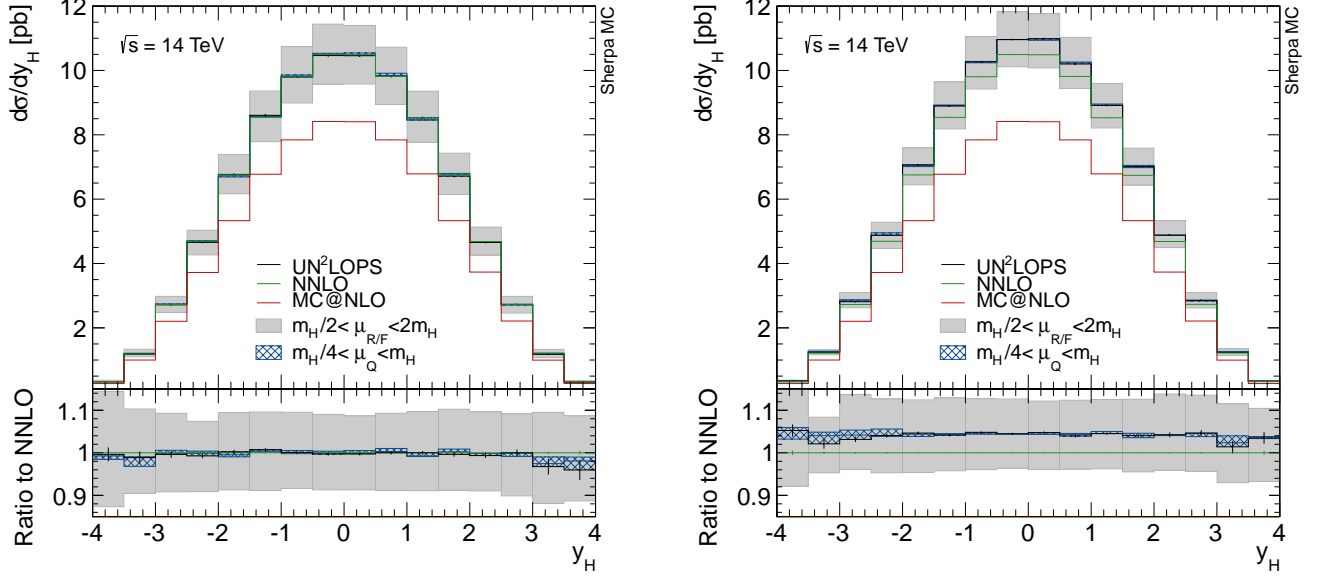 dσ/dy_H [pb]
12
10
8
6
4
2
√s = 14 TeV
Sherpa MC
UN²LOPS
NNLO
MC@NLO
m_H/2< μ_R/F <2m_H
m_H/4< μ_Q <m_H
Ratio to NNLO
1.1
1
0.9
-4 -3 -2 -1 0 1 2 3 4
y_H
dσ/dy_H [pb]
12
10
8
6
4
2
√s = 14 TeV
Sherpa MC
UN²LOPS
NNLO
MC@NLO
m_H/2< μ_R/F <2m_H
m_H/4< μ_Q <m_H
Ratio to NNLO
1.1
1
0.9
-4 -3 -2 -1 0 1 2 3 4
y_H